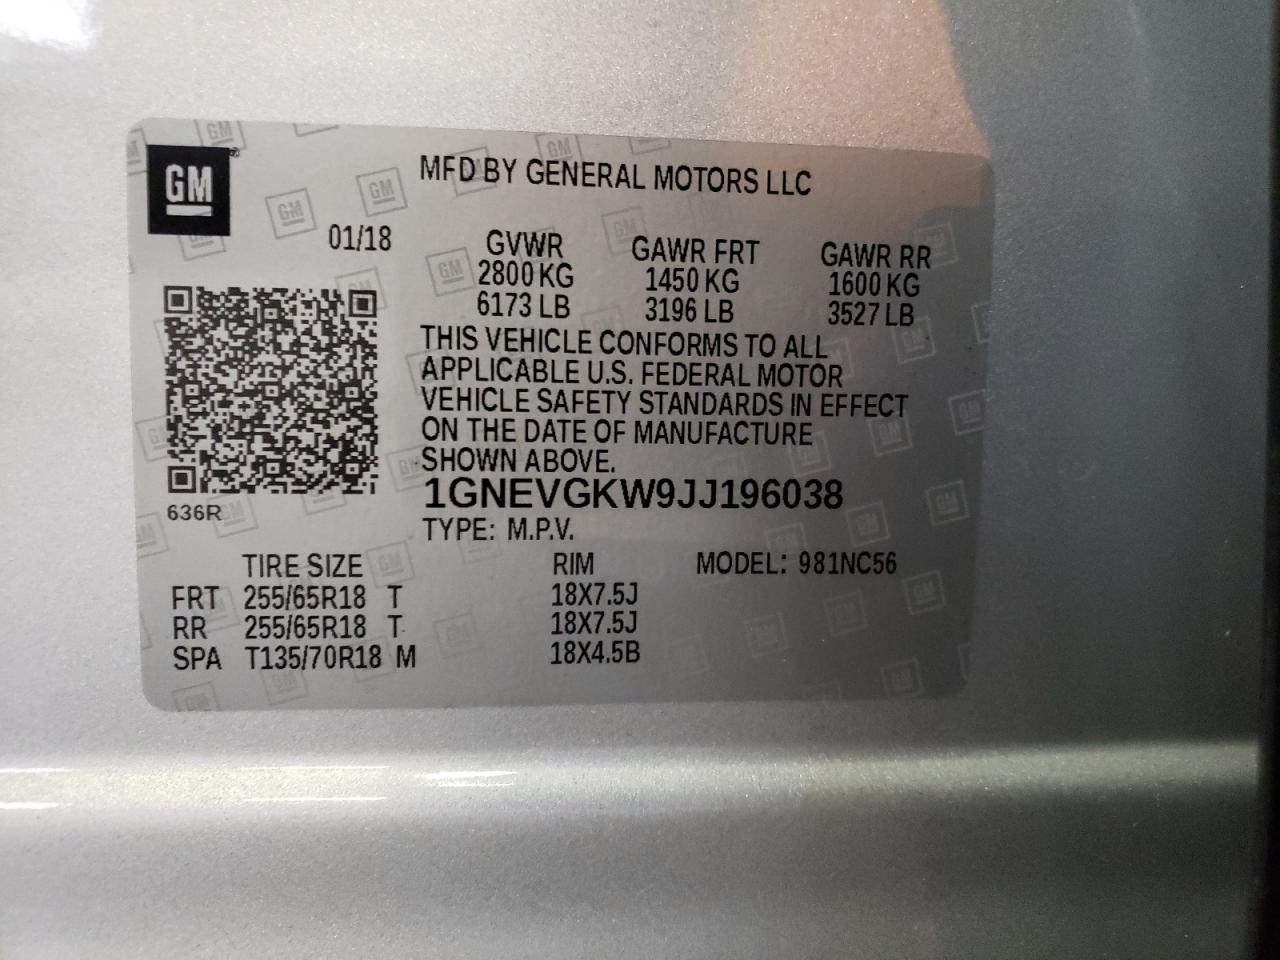 GM
MFD BY GENERAL MOTORS LLC
01/18
GVWR GAWR FRT GAWR RR
2800 KG 1450 KG 1600 KG
6173 LB 3196 LB 3527 LB
THIS VEHICLE CONFORMS TO ALL
APPLICABLE U.S. FEDERAL MOTOR
VEHICLE SAFETY STANDARDS IN EFFECT
ON THE DATE OF MANUFACTURE
SHOWN ABOVE.
1GNEVGKW9JJ196038
636R
TYPE: M.P.V.
TIRE SIZE RIM MODEL: 981NC56
FRT 255/65R18 T 18X7.5J
RR 255/65R18 T 18X7.5J
SPA T135/70R18 M 18X4.5B